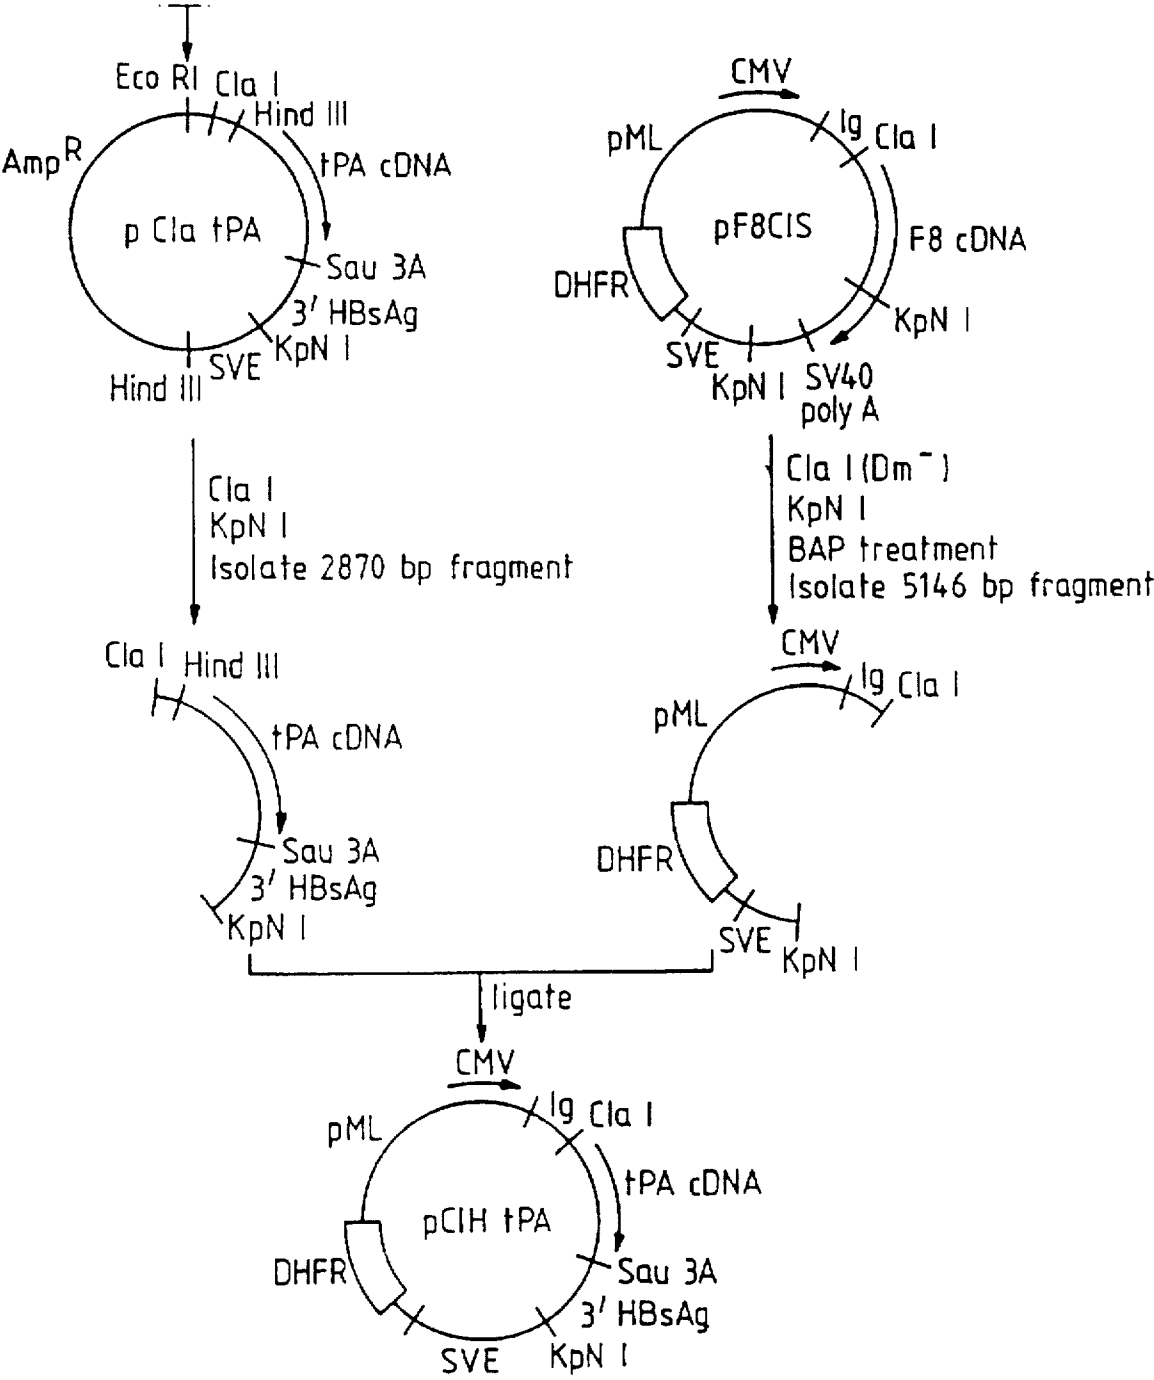 Eco RI
Cla I
Hind III
Amp R
tPA cDNA
p Cla tPA
Sau 3A
3' HBsAg
KpN I
SVE
Hind III
CMV
Ig
Cla I
pML
pF8CIS
F8 cDNA
DHFR
KpN I
SVE
KpN I
SV40
poly A
Cla I
KpN I
Isolate 2870 bp fragment
Cla I (Dm⁻)
KpN I
BAP treatment
Isolate 5146 bp fragment
Cla I
Hind III
tPA cDNA
Sau 3A
3' HBsAg
KpN I
CMV
Ig
Cla I
pML
DHFR
SVE
KpN I
ligate
CMV
Ig
Cla I
pML
tPA cDNA
pCIH tPA
DHFR
Sau 3A
3' HBsAg
SVE
KpN I